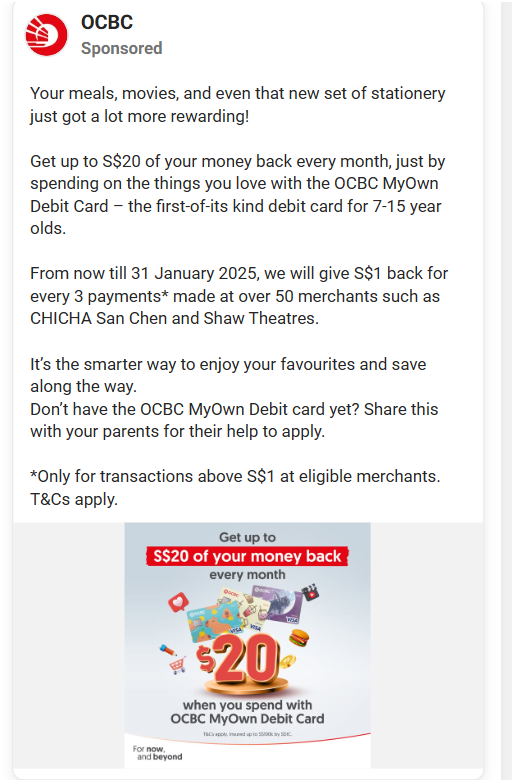 OCBC
Sponsored
Your meals, movies, and even that new set of stationery
just got a lot more rewarding!
Get up to S$20 of your money back every month, just by
spending on the things you love with the OCBC MyOwn
Debit Card – the first-of-its kind debit card for 7-15 year
olds.
From now till 31 January 2025, we will give S$1 back for
every 3 payments* made at over 50 merchants such as
CHICHA San Chen and Shaw Theatres.
It’s the smarter way to enjoy your favourites and save
along the way.
Don’t have the OCBC MyOwn Debit card yet? Share this
with your parents for their help to apply.
*Only for transactions above S$1 at eligible merchants.
T&Cs apply.
Get up to
S$20 of your money back
every month
OCBC
VISA
VISA
$20
when you spend with
OCBC MyOwn Debit Card
T&Cs apply. Insured up to S$100k by SDIC.
For now,
and beyond